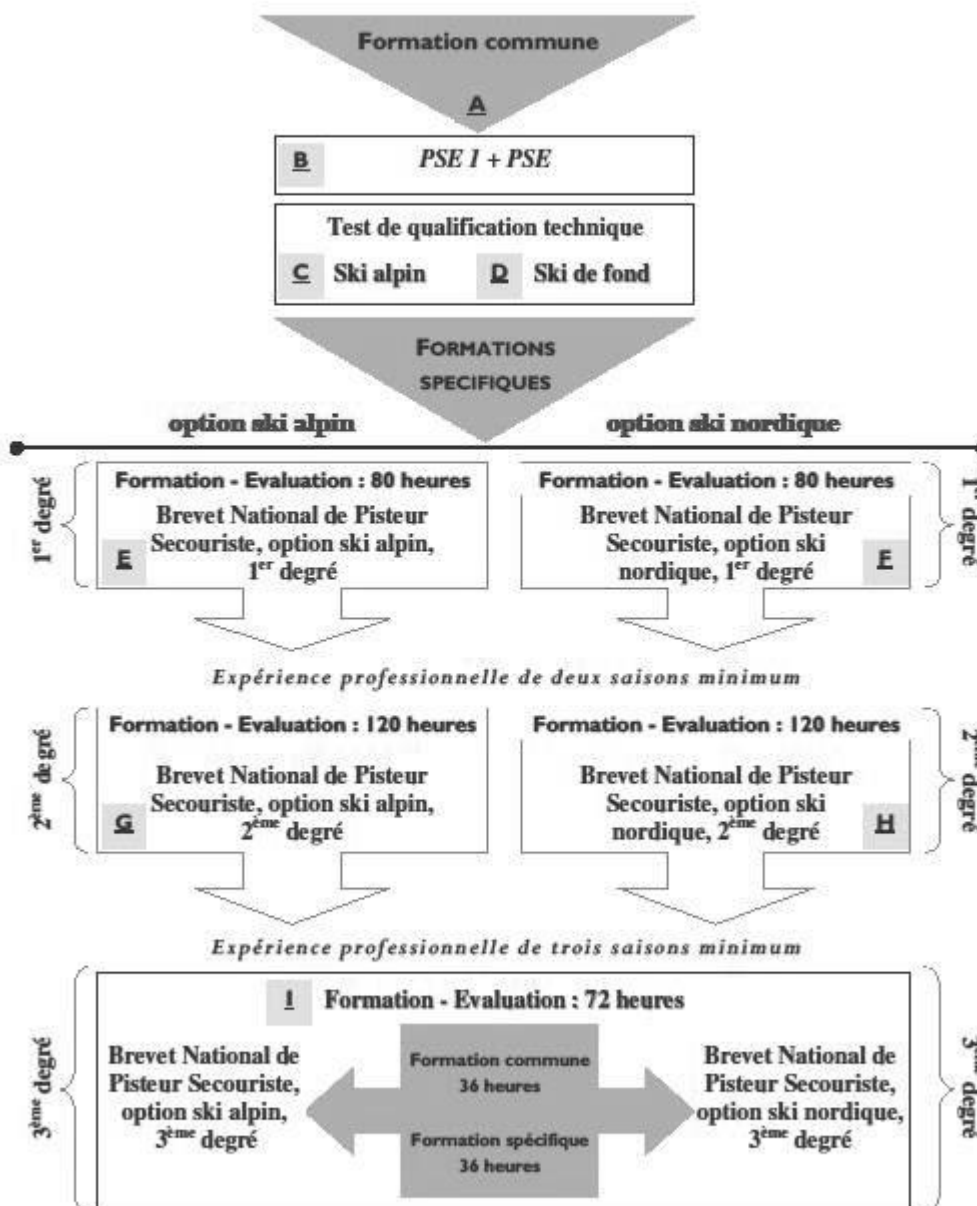 Formation commune
A
B PSE 1 + PSE
Test de qualification technique
C Ski alpin D Ski de fond
FORMATIONS
SPECIFIQUES
option ski alpin
option ski nordique
1er degré
Formation - Evaluation : 80 heures
Brevet National de Pisteur
Secouriste, option ski alpin,
E 1er degré
Formation - Evaluation : 80 heures
Brevet National de Pisteur
Secouriste, option ski
nordique, 1er degré F
1er degré
Expérience professionnelle de deux saisons minimum
2ème degré
Formation - Evaluation : 120 heures
Brevet National de Pisteur
Secouriste, option ski alpin,
G 2ème degré
Formation - Evaluation : 120 heures
Brevet National de Pisteur
Secouriste, option ski
nordique, 2ème degré H
2ème degré
Expérience professionnelle de trois saisons minimum
3ème degré
I Formation - Evaluation : 72 heures
Brevet National de
Pisteur Secouriste,
option ski alpin,
3ème degré
Formation commune
36 heures
Formation spécifique
36 heures
Brevet National de
Pisteur Secouriste,
option ski nordique,
3ème degré
3ème degré